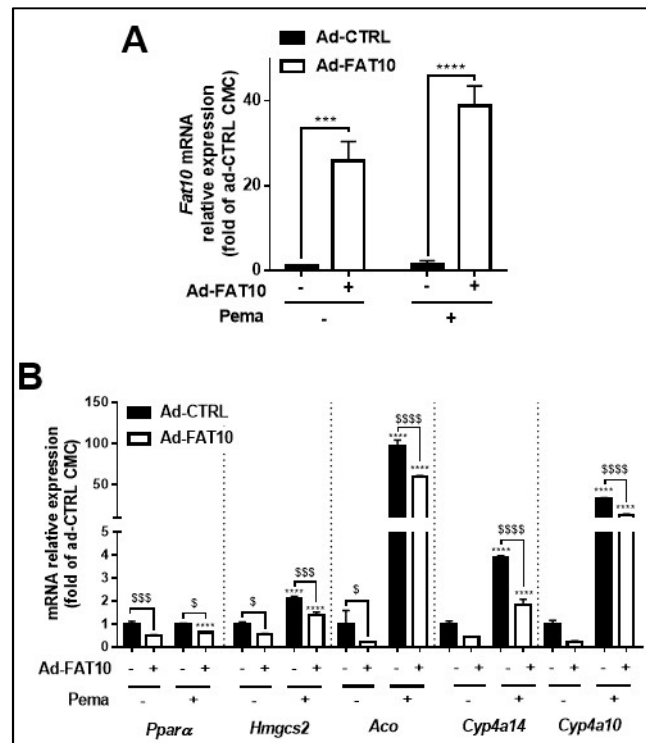 A
Ad-CTRL
Ad-FAT10
Fat10 mRNA
relative expression
(fold of ad-CTRL CMC)
40
20
0
***
****
Ad-FAT10 - + - +
Pema - +
B
Ad-CTRL
Ad-FAT10
mRNA relative expression
(fold of ad-CTRL CMC)
150
100
50
5
4
3
2
1
0
$$$ $ **** $ **** $$$ **** $ **** $$$$ **** **** $$$$ **** **** $$$$ ****
Ad-FAT10 - + - + - + - + - + - + - + - + - + - +
Pema - + - + - + - + - +
Pparα Hmgcs2 Aco Cyp4a14 Cyp4a10